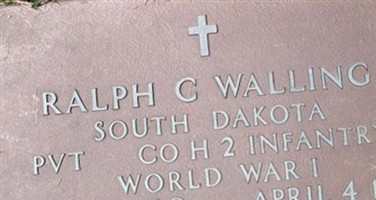 RALPH C WALLING
SOUTH DAKOTA
PVT CO H 2 INFANTRY
WORLD WAR I
APRIL 4